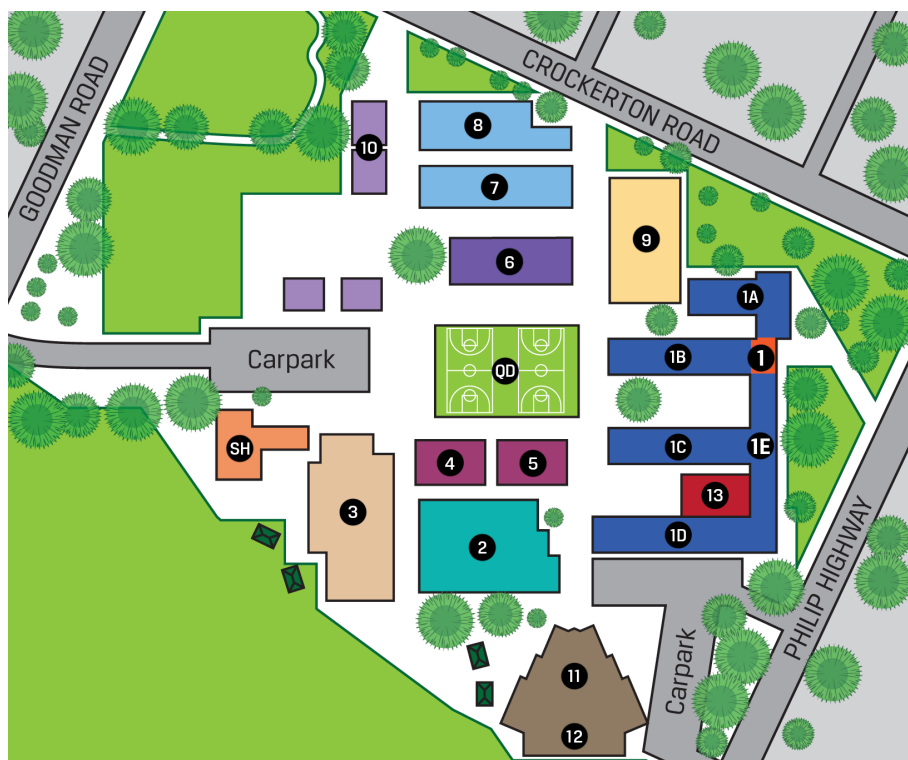 GOODMAN ROAD
CROCKERTON ROAD
8
10
7
9
6
1A
Carpark
1B
1
QD
SH
4
5
1C
1E
3
13
2
1D
PHILIP HIGHWAY
Carpark
11
12